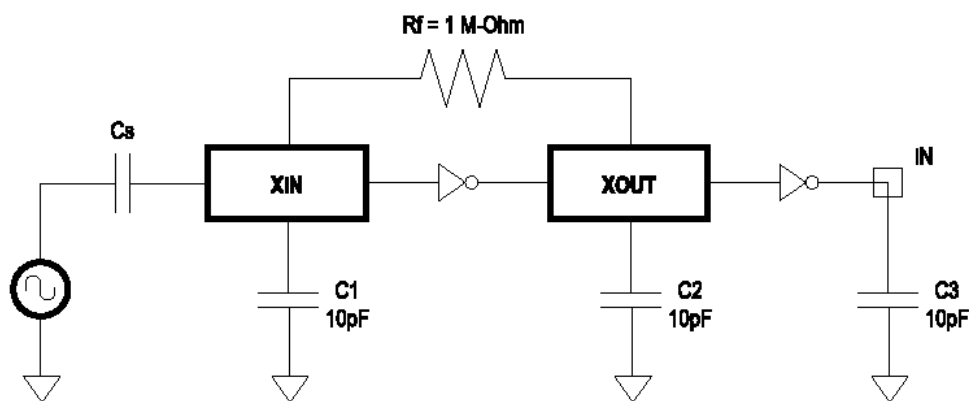 Rf = 1 M-Ohm
Cs
XIN
XOUT
IN
C1
10pF
C2
10pF
C3
10pF